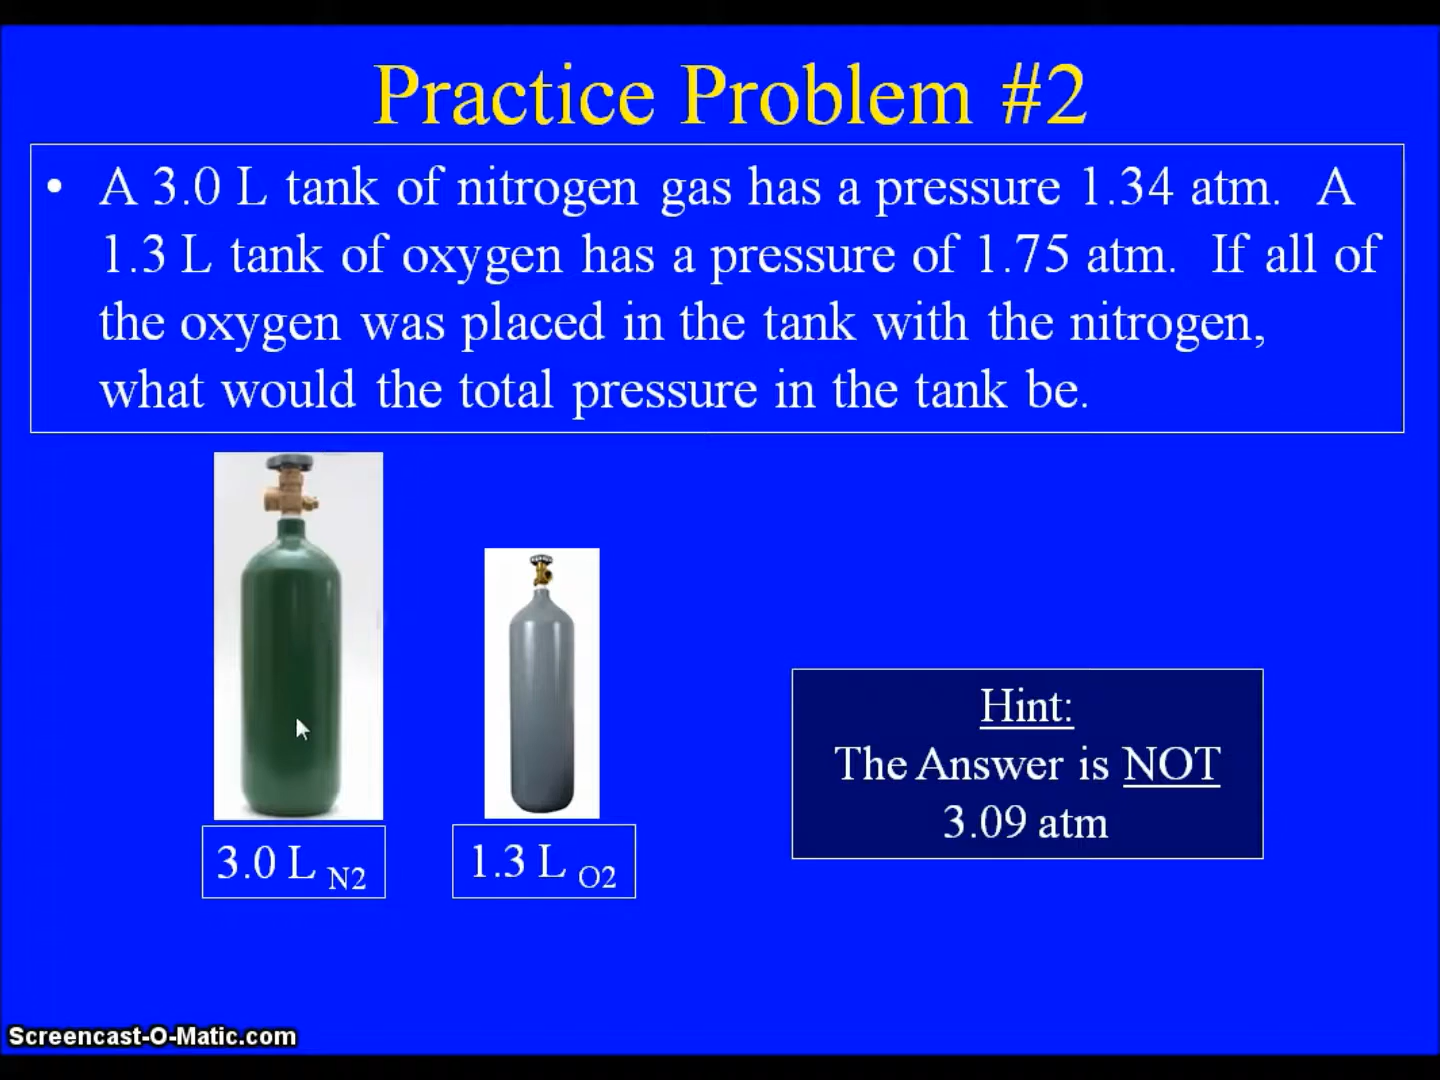 Practice Problem #2
• A 3.0 L tank of nitrogen gas has a pressure 1.34 atm. A
1.3 L tank of oxygen has a pressure of 1.75 atm. If all of
the oxygen was placed in the tank with the nitrogen,
what would the total pressure in the tank be.
Hint:
The Answer is NOT
3.09 atm
3.0 L N2
1.3 L O2
Screencast-O-Matic.com